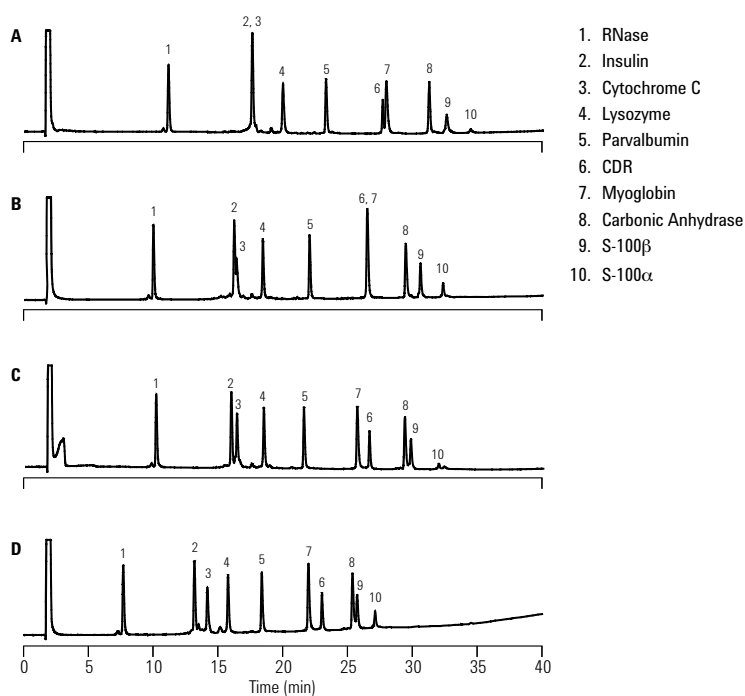 A
1
2, 3
4
5
6
7
8
9
10
B
1
2
3
4
5
6, 7
8
9
10
C
1
2
3
4
5
7
6
8
9
10
D
1
2
3
4
5
7
6
8
9
10
0 5 10 15 20 25 30 35 40
Time (min)
1. RNase
2. Insulin
3. Cytochrome C
4. Lysozyme
5. Parvalbumin
6. CDR
7. Myoglobin
8. Carbonic Anhydrase
9. S-100β
10. S-100α